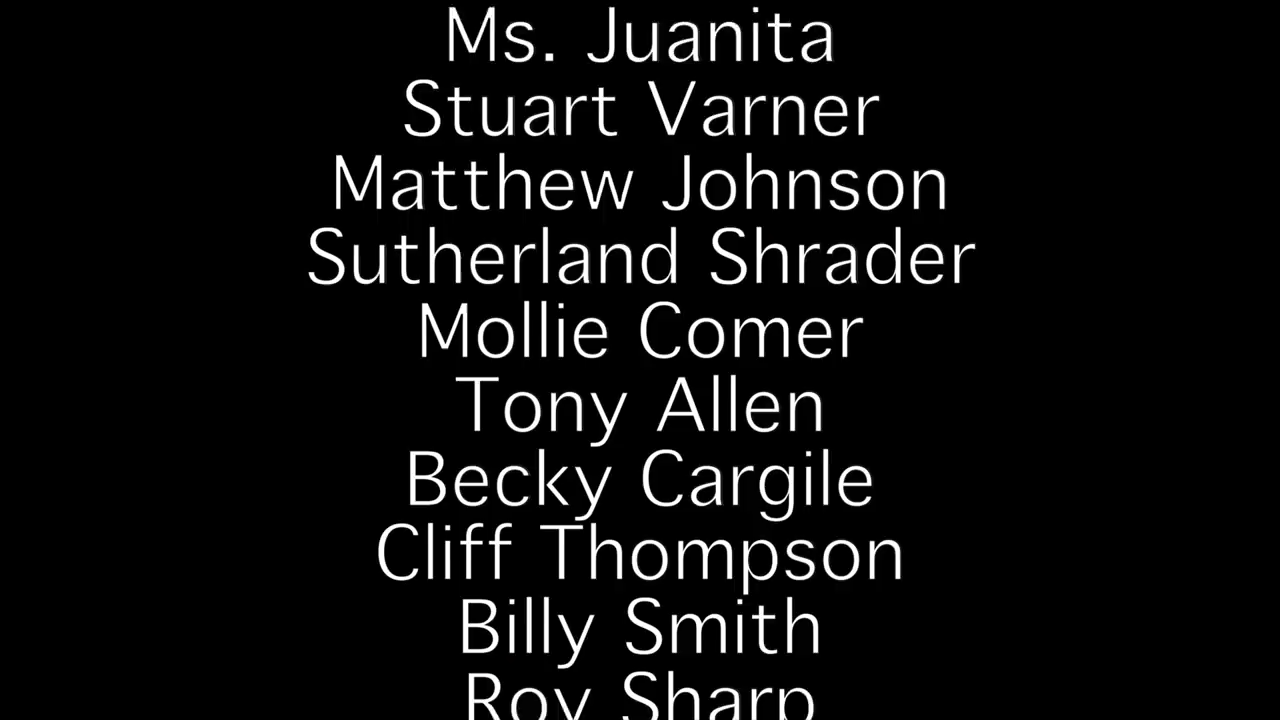 Ms. Juanita
Stuart Varner
Matthew Johnson
Sutherland Shrader
Mollie Comer
Tony Allen
Becky Cargile
Cliff Thompson
Billy Smith
Roy Sharp